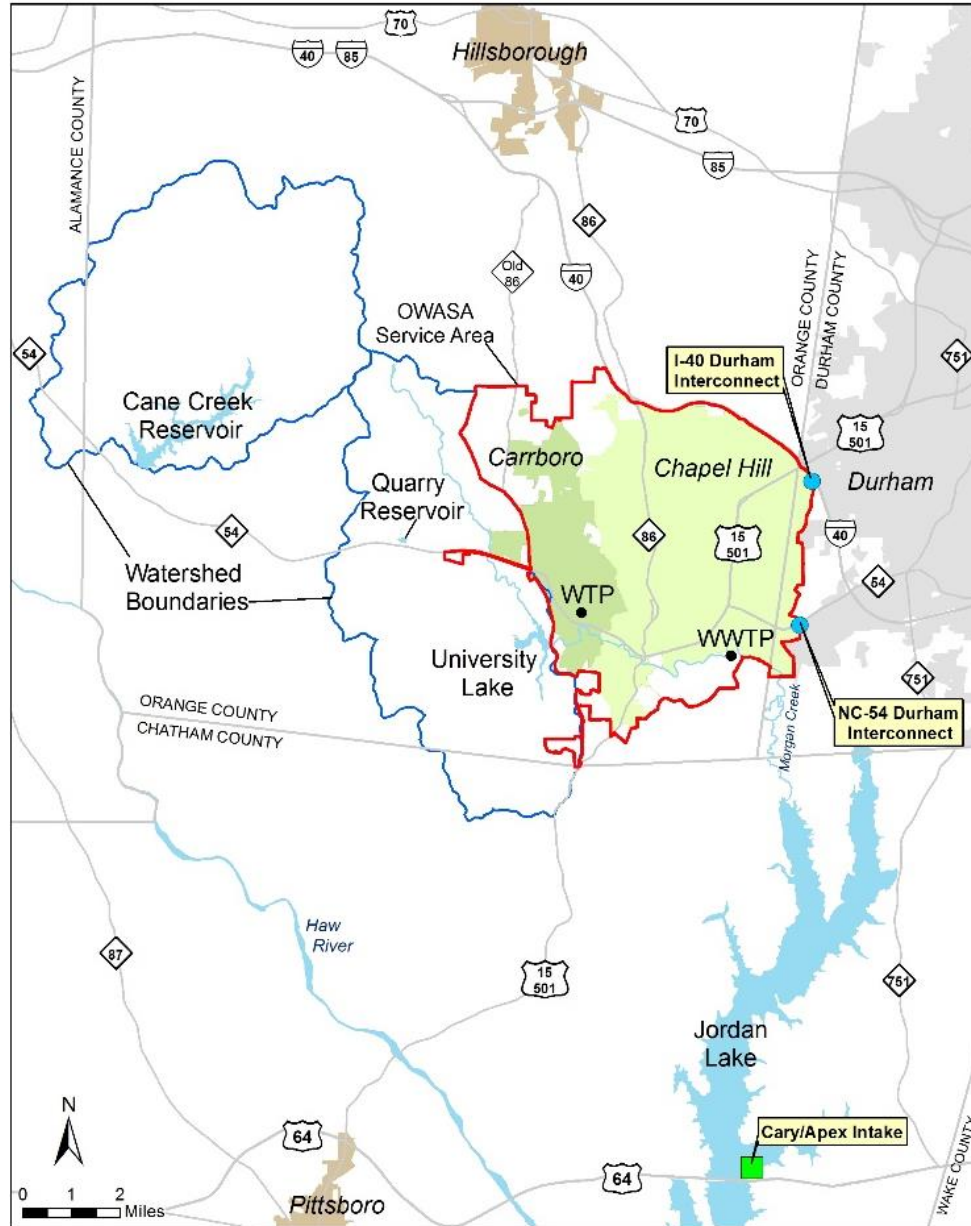 70
40
85
Hillsborough
ALAMANCE COUNTY
70
85
86
Old
86
40
ORANGE COUNTY
DURHAM COUNTY
OWASA
Service Area
54
I-40 Durham
Interconnect
751
Cane Creek
Reservoir
15
501
Carrboro
Chapel Hill
Durham
Quarry
Reservoir
54
86
15
501
40
54
Watershed
Boundaries
WTP
WWTP
University
Lake
751
ORANGE COUNTY
CHATHAM COUNTY
NC-54 Durham
Interconnect
Morgan Creek
Haw
River
87
15
501
751
Jordan
Lake
N
64
Cary/Apex Intake
64
WAKE COUNTY
0 1 2
Miles
Pittsboro